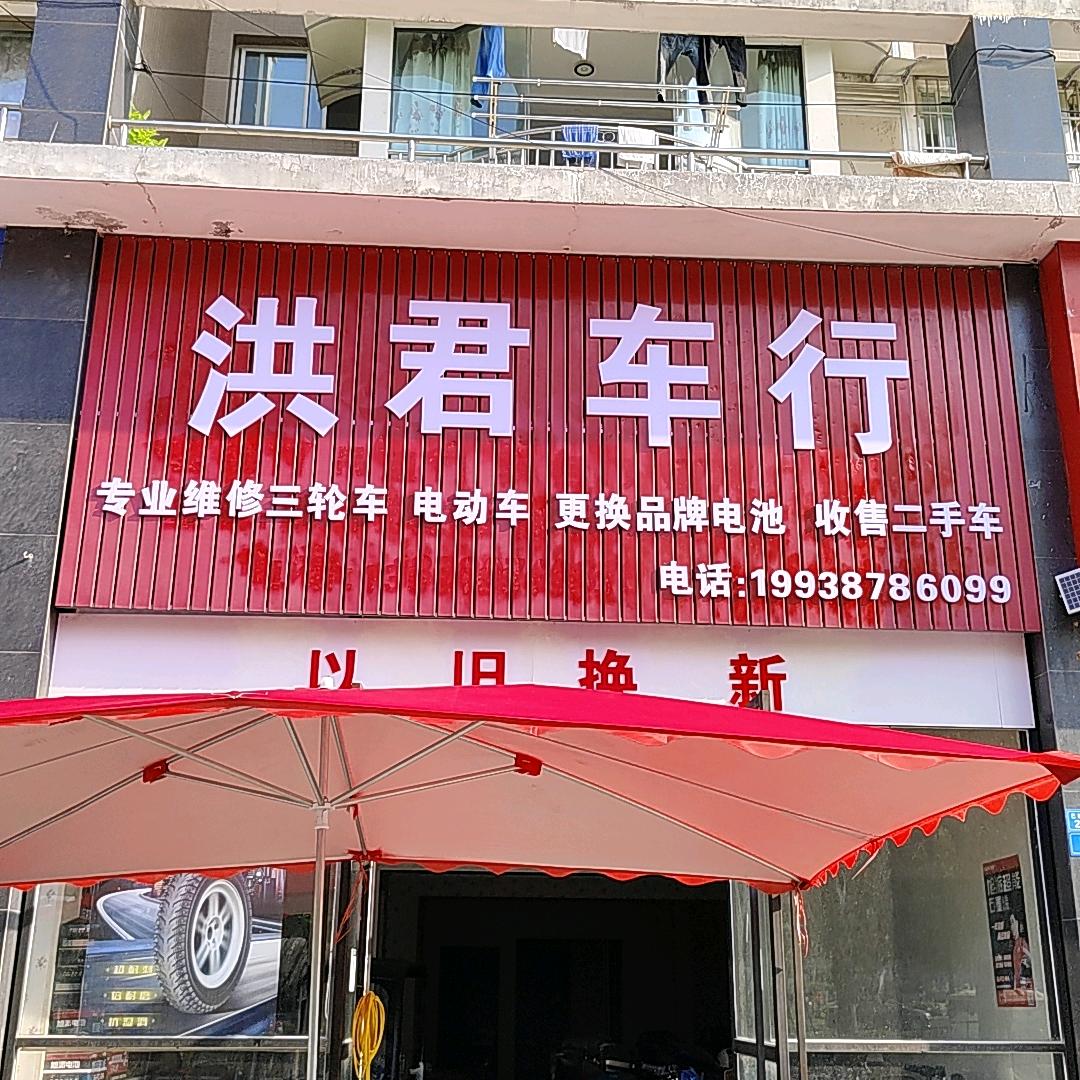 洪君车行
专业维修三轮车 电动车 更换品牌电池 收售二手车
电话:19938786099
以旧换新